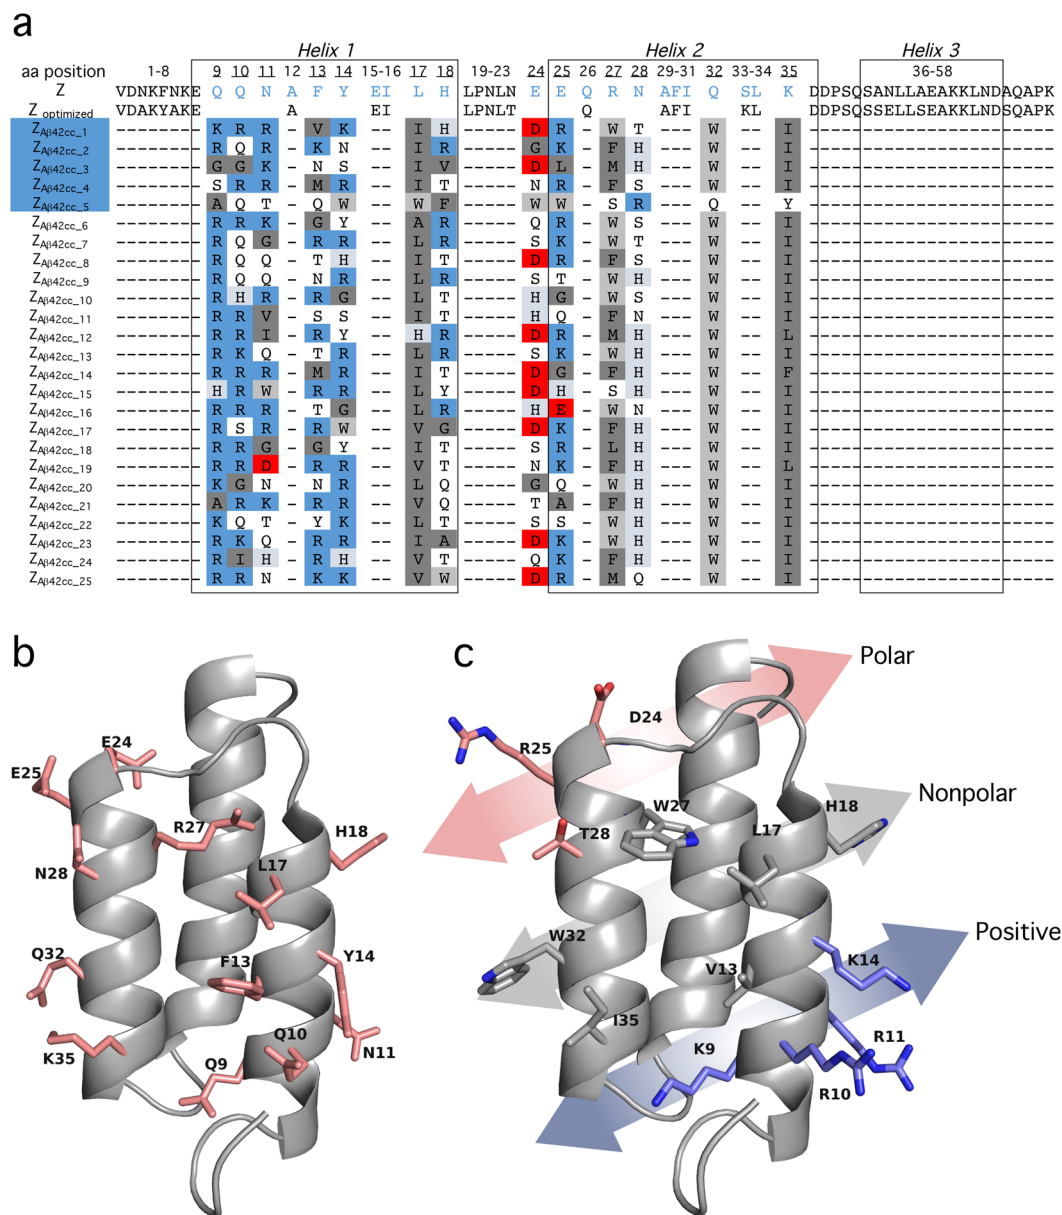 a
Helix 1 Helix 2 Helix 3
aa position 1-8 9 10 11 12 13 14 15-16 17 18 19-23 24 25 26 27 28 29-31 32 33-34 35 36-58
Z VDNKFNKE Q Q N A F Y EI L H LPNLN E E Q R N AFI Q SL K DDPSQSANLLAEAKKLNDAQAPK
Z optimized VDAKYAKE A EI LPNLT Q AFI KL DDPSQSSELLSEAKKLNDSQAPK
ZAβ42cc_1 -------- K R R - V K -- I H ----- D R - W T --- W -- I -----------------------
ZAβ42cc_2 -------- R Q R - K N -- I R ----- G K - F H --- W -- I -----------------------
ZAβ42cc_3 -------- G G K - N S -- I V ----- D L - M H --- W -- I -----------------------
ZAβ42cc_4 -------- S R R - M R -- I T ----- N R - F S --- W -- I -----------------------
ZAβ42cc_5 -------- A Q T - Q W -- W F ----- W W - S R --- Q -- Y -----------------------
ZAβ42cc_6 -------- R R K - G Y -- A R ----- Q R - W S --- W -- I -----------------------
ZAβ42cc_7 -------- R Q G - R R -- L R ----- S K - W T --- W -- I -----------------------
ZAβ42cc_8 -------- R Q Q - T H -- I T ----- D R - F S --- W -- I -----------------------
ZAβ42cc_9 -------- R Q Q - N R -- L R ----- S T - W H --- W -- I -----------------------
ZAβ42cc_10 -------- R H R - R G -- L T ----- H G - W S --- W -- I -----------------------
ZAβ42cc_11 -------- R R V - S S -- I T ----- H Q - F N --- W -- I -----------------------
ZAβ42cc_12 -------- R R I - R Y -- H R ----- D R - M H --- W -- L -----------------------
ZAβ42cc_13 -------- R K Q - T R -- L R ----- S K - W H --- W -- I -----------------------
ZAβ42cc_14 -------- R R R - M R -- I T ----- D G - F H --- W -- F -----------------------
ZAβ42cc_15 -------- H R W - R R -- L Y ----- D H - S H --- W -- I -----------------------
ZAβ42cc_16 -------- R R R - T G -- L R ----- H E - W N --- W -- I -----------------------
ZAβ42cc_17 -------- R S R - R W -- V G ----- D K - F H --- W -- I -----------------------
ZAβ42cc_18 -------- R R G - G Y -- I T ----- S R - L H --- W -- I -----------------------
ZAβ42cc_19 -------- R R D - R R -- V T ----- N K - F H --- W -- L -----------------------
ZAβ42cc_20 -------- K G N - N R -- L Q ----- G Q - W H --- W -- I -----------------------
ZAβ42cc_21 -------- A R K - R R -- V Q ----- T A - F H --- W -- I -----------------------
ZAβ42cc_22 -------- K Q T - Y K -- L T ----- S S - W H --- W -- I -----------------------
ZAβ42cc_23 -------- R K Q - R R -- I A ----- D K - W H --- W -- I -----------------------
ZAβ42cc_24 -------- R I H - R H -- V T ----- Q K - F H --- W -- I -----------------------
ZAβ42cc_25 -------- R R N - K K -- V W ----- D R - M Q --- W -- I -----------------------
b
E24
E25
R27
H18
N28
L17
Q32
F13
Y14
K35
Q10
N11
Q9
c
Polar
D24
R25
W27
H18
Nonpolar
T28
L17
W32
Positive
V13
K14
I35
K9
R11
R10